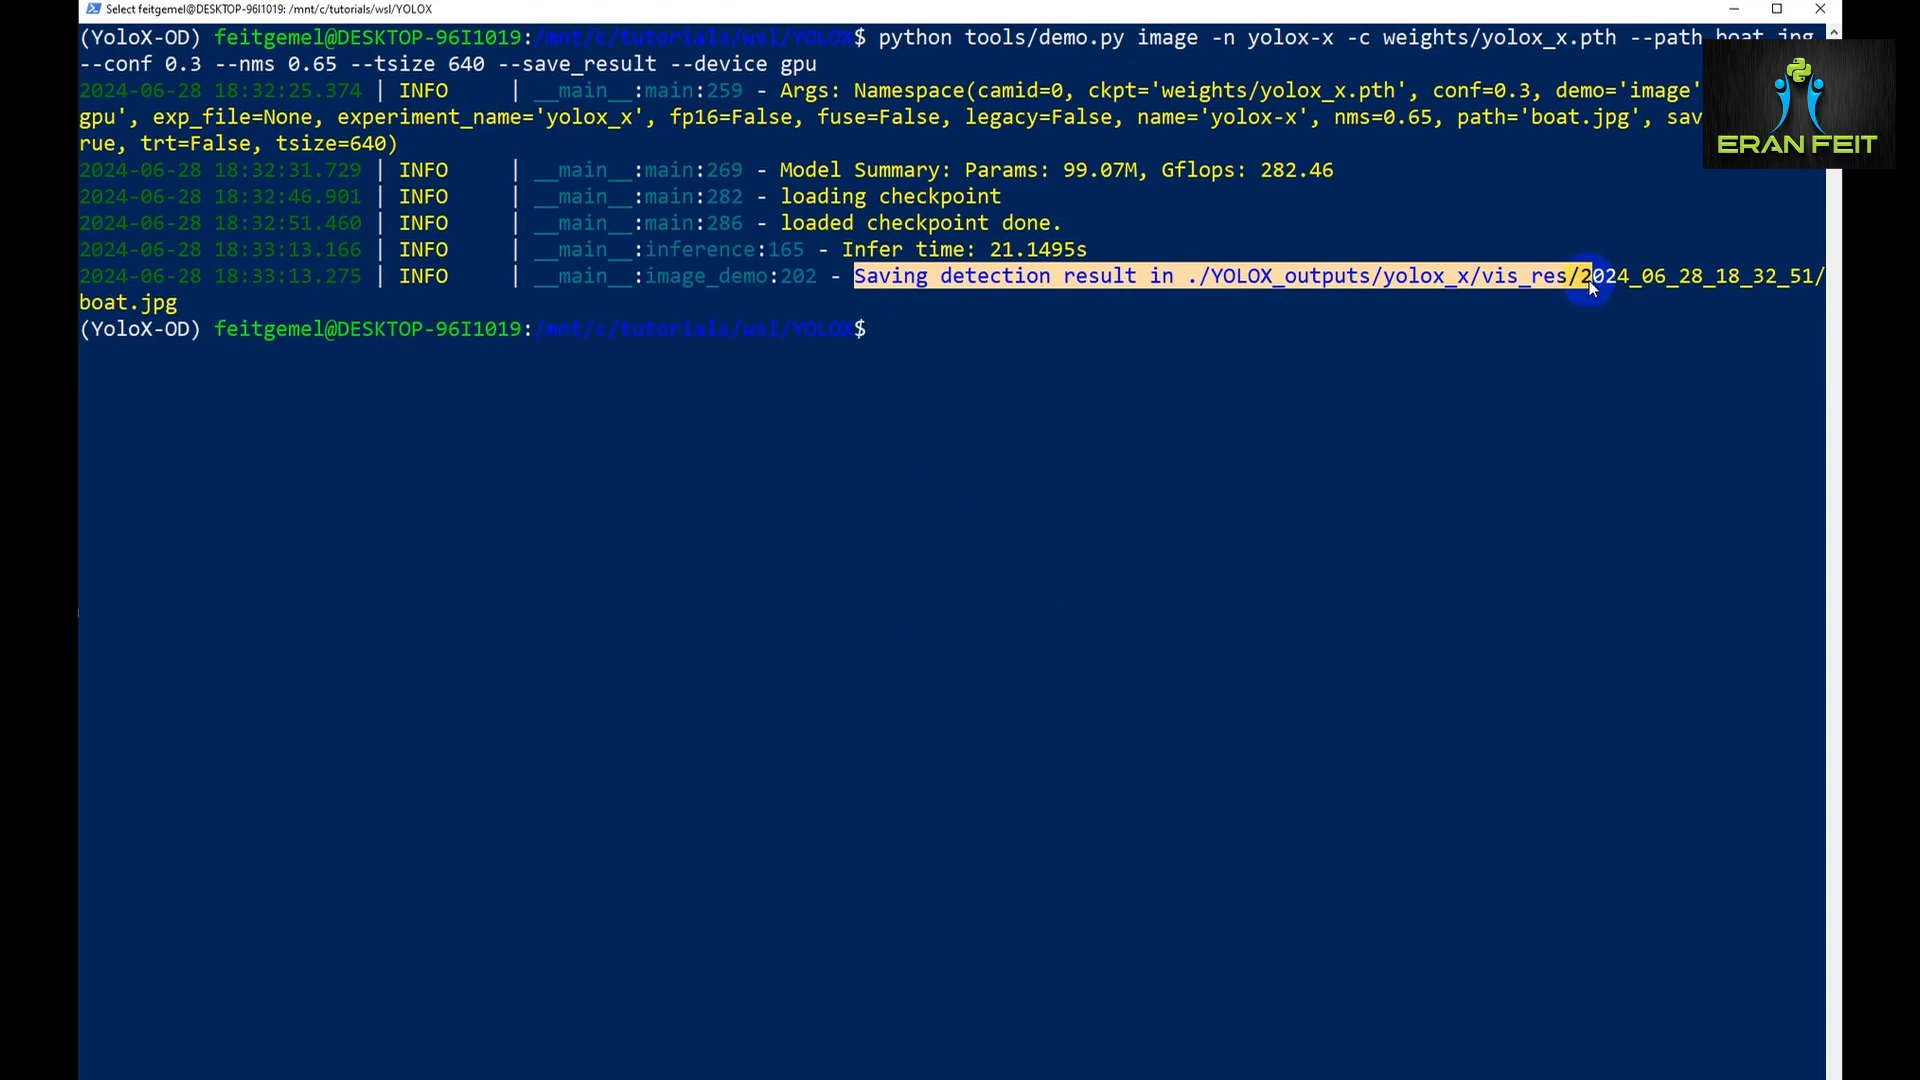 Select feitgemel@DESKTOP-96I1019: /mnt/c/tutorials/wsl/YOLOX
(YoloX-OD) feitgemel@DESKTOP-96I1019:/mnt/c/tutorials/wsl/YOLOX$ python tools/demo.py image -n yolox-x -c weights/yolox_x.pth --path boat.jpg
--conf 0.3 --nms 0.65 --tsize 640 --save_result --device gpu
2024-06-28 18:32:25.374 | INFO | __main__:main:259 - Args: Namespace(camid=0, ckpt='weights/yolox_x.pth', conf=0.3, demo='image'
gpu', exp_file=None, experiment_name='yolox_x', fp16=False, fuse=False, legacy=False, name='yolox-x', nms=0.65, path='boat.jpg', sav
rue, trt=False, tsize=640)
2024-06-28 18:32:31.729 | INFO | __main__:main:269 - Model Summary: Params: 99.07M, Gflops: 282.46
2024-06-28 18:32:46.901 | INFO | __main__:main:282 - loading checkpoint
2024-06-28 18:32:51.460 | INFO | __main__:main:286 - loaded checkpoint done.
2024-06-28 18:33:13.166 | INFO | __main__:inference:165 - Infer time: 21.1495s
2024-06-28 18:33:13.275 | INFO | __main__:image_demo:202 - Saving detection result in ./YOLOX_outputs/yolox_x/vis_res/2024_06_28_18_32_51/
boat.jpg
(YoloX-OD) feitgemel@DESKTOP-96I1019:/mnt/c/tutorials/wsl/YOLOX$
ERAN FEIT